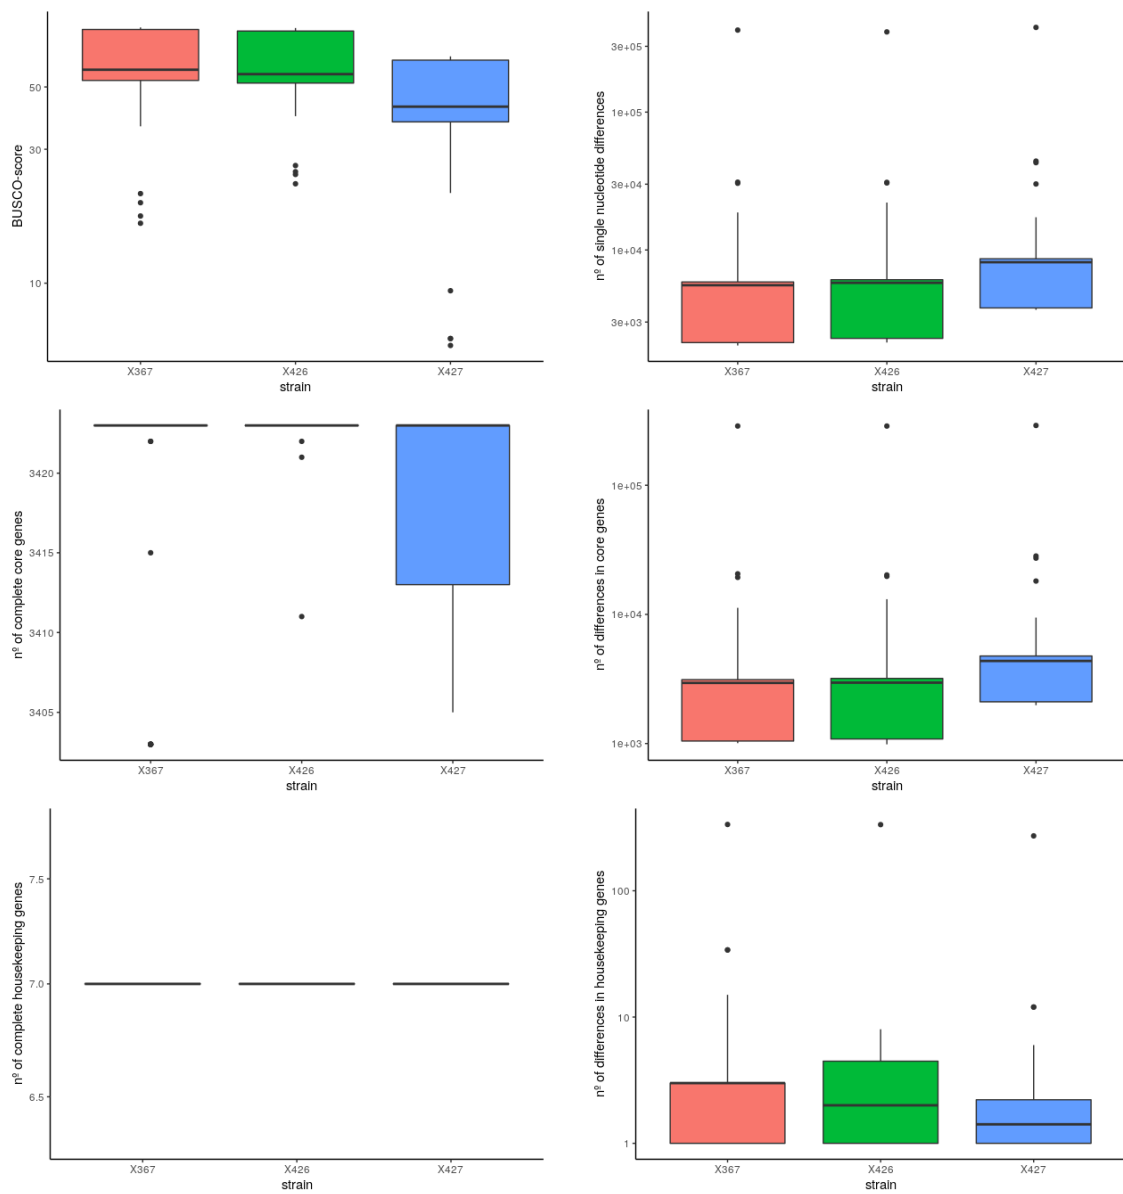 BUSCO-score
50
30
10
X367 X426 X427
strain
nº of single nucleotide differences
3e+05
1e+05
3e+04
1e+04
3e+03
X367 X426 X427
strain
nº of complete core genes
3420
3415
3410
3405
X367 X426 X427
strain
nº of differences in core genes
1e+05
1e+04
1e+03
X367 X426 X427
strain
nº of complete housekeeping genes
7.5
7.0
6.5
X367 X426 X427
strain
nº of differences in housekeeping genes
100
10
1
X367 X426 X427
strain